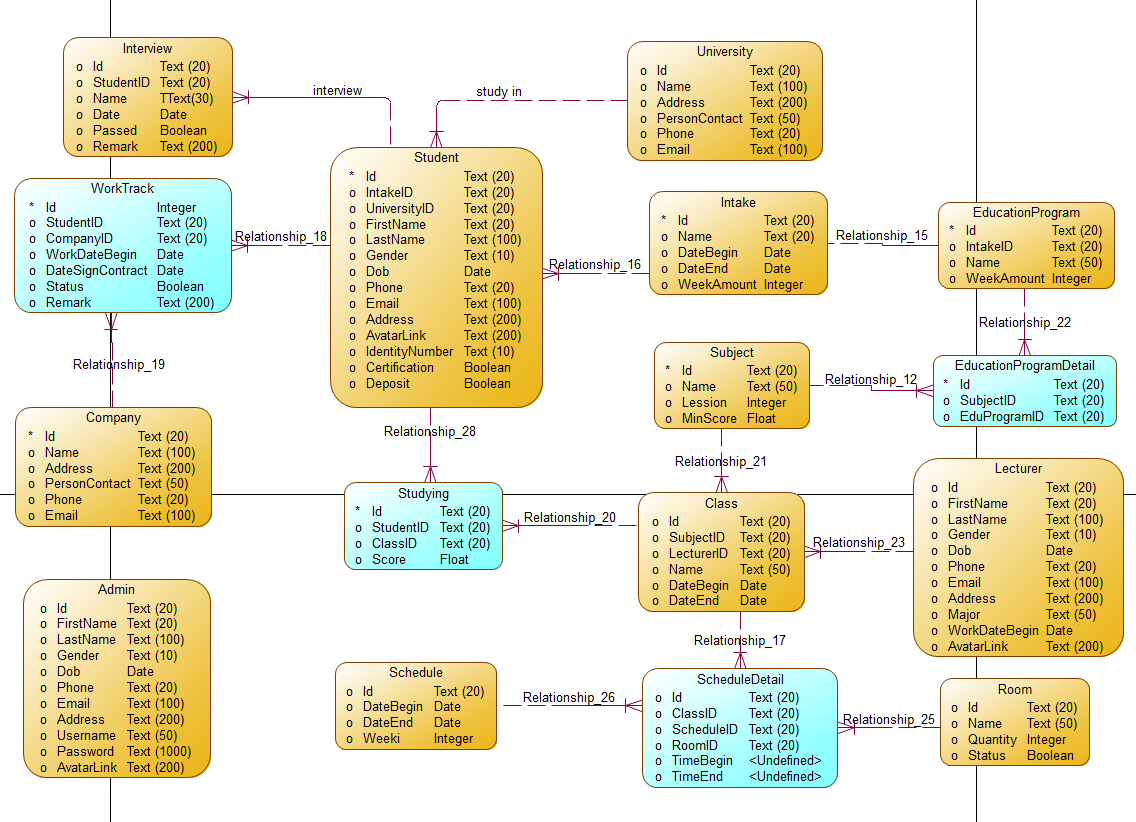 Interview
o Id Text (20)
o StudentID Text (20)
o Name TText(30)
o Date Date
o Passed Boolean
o Remark Text (200)
interview
study in
University
o Id Text (20)
o Name Text (100)
o Address Text (200)
o PersonContact Text (50)
o Phone Text (20)
o Email Text (100)
WorkTrack
* Id Integer
o StudentID Text (20)
o CompanyID Text (20)
o WorkDateBegin Date
o DateSignContract Date
o Status Boolean
o Remark Text (200)
Relationship_18
Student
* Id Text (20)
o IntakeID Text (20)
o UniversityID Text (20)
o FirstName Text (20)
o LastName Text (100)
o Gender Text (10)
o Dob Date
o Phone Text (20)
o Email Text (100)
o Address Text (200)
o AvatarLink Text (200)
o IdentityNumber Text (10)
o Certification Boolean
o Deposit Boolean
Relationship_16
Intake
* Id Text (20)
o Name Text (20)
o DateBegin Date
o DateEnd Date
o WeekAmount Integer
Relationship_15
EducationProgram
* Id Text (20)
o IntakeID Text (20)
o Name Text (50)
o WeekAmount Integer
Relationship_22
Relationship_19
Subject
* Id Text (20)
o Name Text (50)
o Lession Integer
o MinScore Float
Relationship_12
EducationProgramDetail
* Id Text (20)
o SubjectID Text (20)
o EduProgramID Text (20)
Company
* Id Text (20)
o Name Text (100)
o Address Text (200)
o PersonContact Text (50)
o Phone Text (20)
o Email Text (100)
Relationship_28
Relationship_21
Studying
* Id Text (20)
o StudentID Text (20)
o ClassID Text (20)
o Score Float
Relationship_20
Class
o Id Text (20)
o SubjectID Text (20)
o LecturerID Text (20)
o Name Text (50)
o DateBegin Date
o DateEnd Date
Relationship_23
Lecturer
o Id Text (20)
o FirstName Text (20)
o LastName Text (100)
o Gender Text (10)
o Dob Date
o Phone Text (20)
o Email Text (100)
o Address Text (200)
o Major Text (50)
o WorkDateBegin Date
o AvatarLink Text (200)
Admin
o Id Text (20)
o FirstName Text (20)
o LastName Text (100)
o Gender Text (10)
o Dob Date
o Phone Text (20)
o Email Text (100)
o Address Text (200)
o Username Text (50)
o Password Text (1000)
o AvatarLink Text (200)
Relationship_17
Schedule
o Id Text (20)
o DateBegin Date
o DateEnd Date
o Weeki Integer
Relationship_26
ScheduleDetail
o Id Text (20)
o ClassID Text (20)
o ScheduleID Text (20)
o RoomID Text (20)
o TimeBegin <Undefined>
o TimeEnd <Undefined>
Relationship_25
Room
o Id Text (20)
o Name Text (50)
o Quantity Integer
o Status Boolean